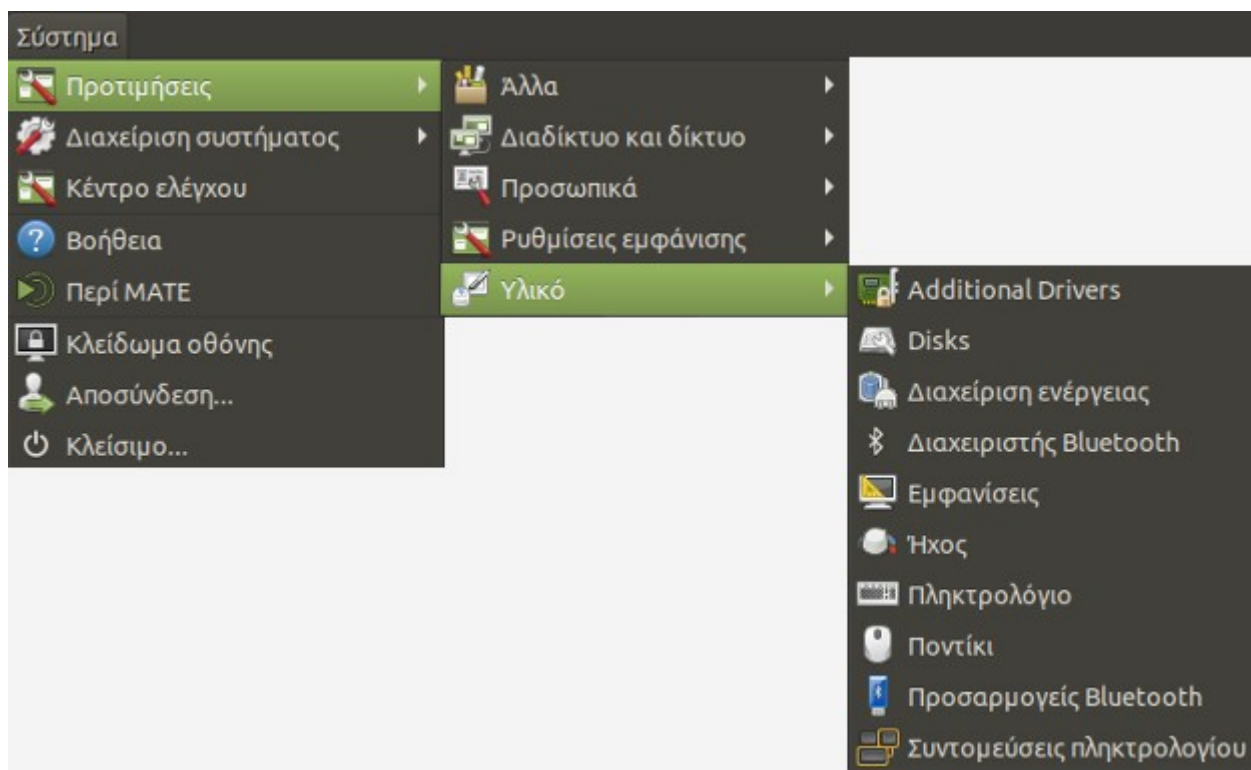 Σύστημα
Προτιμήσεις
Διαχείριση συστήματος
Κέντρο ελέγχου
Βοήθεια
Περί MATE
Κλείδωμα οθόνης
Αποσύνδεση...
Κλείσιμο...
Άλλα
Διαδίκτυο και δίκτυο
Προσωπικά
Ρυθμίσεις εμφάνισης
Υλικό
Additional Drivers
Disks
Διαχείριση ενέργειας
Διαχειριστής Bluetooth
Εμφανίσεις
Ήχος
Πληκτρολόγιο
Ποντίκι
Προσαρμογείς Bluetooth
Συντομεύσεις πληκτρολογίου